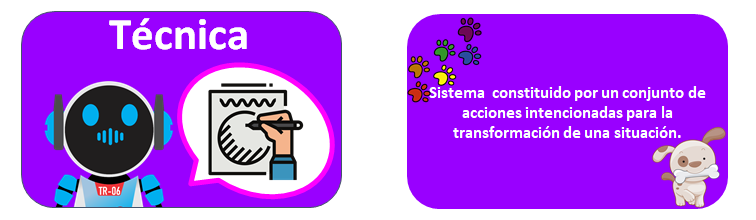 Técnica
TR-06
Sistema constituido por un conjunto de
acciones intencionadas para la
transformación de una situación.